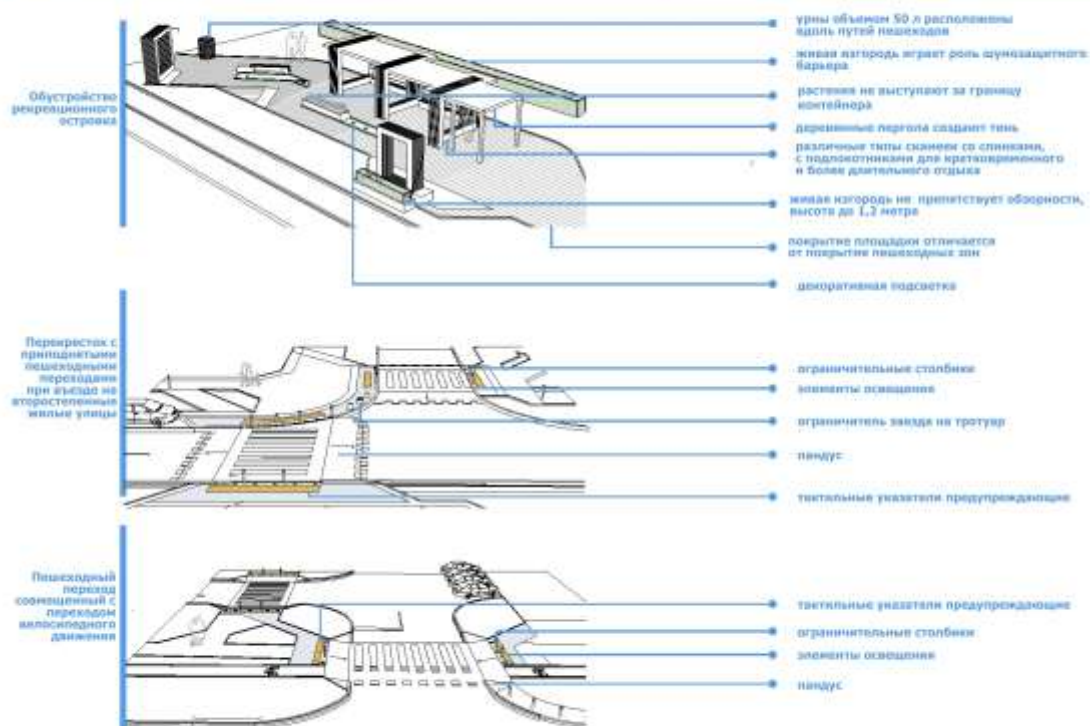 Обустройство
рекреационного
островка
урны объемом 50 л расположены
вдоль путей пешеходов
живая изгородь играет роль шумозащитного
барьера
растения не выступают за границу
контейнера
деревянные пергола создают тень
различные типы скамеек со спинками,
с подлокотниками для кратковременного
и более длительного отдыха
живая изгородь не препятствует обзорности,
высота до 1,2 метра
покрытие площадки отличается
от покрытие пешеходных зон
декоративная подсветка
Перекресток с
приподнятыми
пешеходными
переходами
при въезде на
второстепенные
жилые улицы
ограничительные столбики
элементы освещения
ограничитель заезда на тротуар
пандус
тактильные указатели предупреждающие
Пешеходный
переход
совмощенный с
переходом
велосипедного
движения
тактильные указатели предупреждающие
ограничительные столбики
элементы освещения
пандус